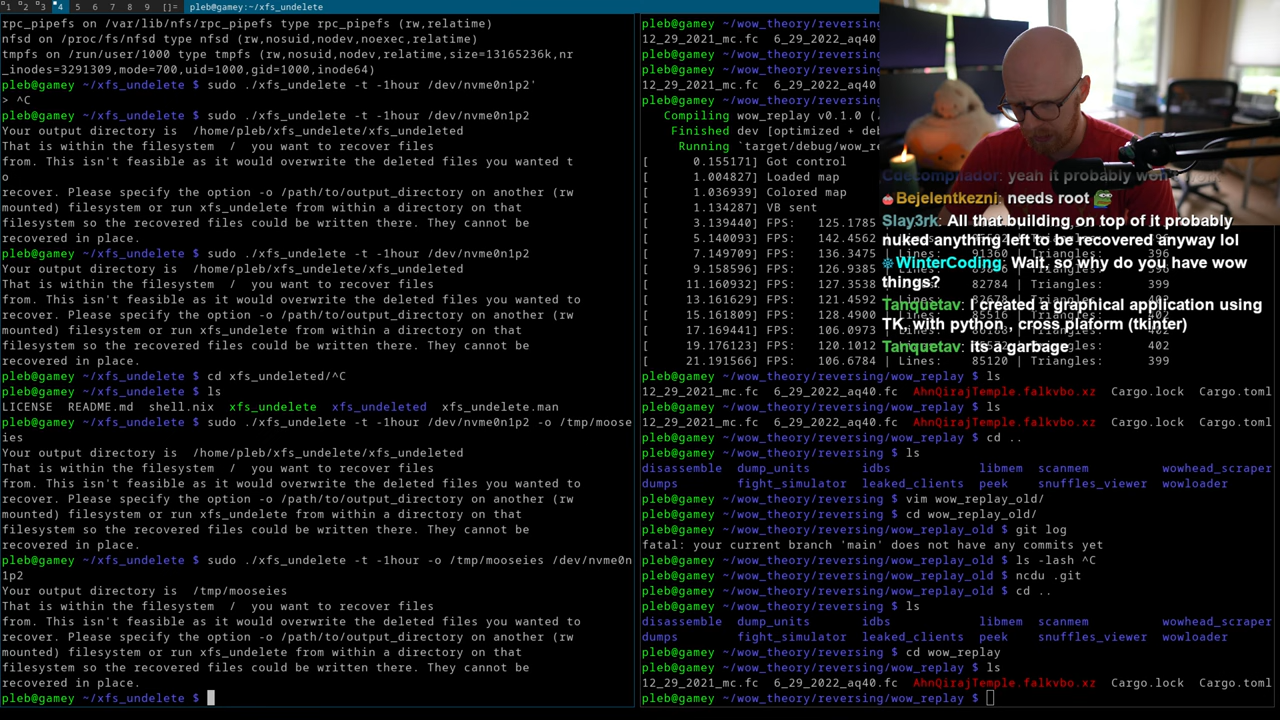 1 2 3 4 5 6 7 8 9 []= pleb@gamey:~/xfs_undelete
rpc_pipefs on /var/lib/nfs/rpc_pipefs type rpc_pipefs (rw,relatime)
nfsd on /proc/fs/nfsd type nfsd (rw,nosuid,nodev,noexec,relatime)
tmpfs on /run/user/1000 type tmpfs (rw,nosuid,nodev,relatime,size=13165236k,nr
_inodes=3291309,mode=700,uid=1000,gid=1000,inode64)
pleb@gamey ~/xfs_undelete $ sudo ./xfs_undelete -t -1hour /dev/nvme0n1p2'
> ^C
pleb@gamey ~/xfs_undelete $ sudo ./xfs_undelete -t -1hour /dev/nvme0n1p2
Your output directory is /home/pleb/xfs_undelete/xfs_undeleted
That is within the filesystem / you want to recover files
from. This isn't feasible as it would overwrite the deleted files you wanted t
o
recover. Please specify the option -o /path/to/output_directory on another (rw
mounted) filesystem or run xfs_undelete from within a directory on that
filesystem so the recovered files could be written there. They cannot be
recovered in place.
pleb@gamey ~/xfs_undelete $ sudo ./xfs_undelete -t -1hour /dev/nvme0n1p2
Your output directory is /home/pleb/xfs_undelete/xfs_undeleted
That is within the filesystem / you want to recover files
from. This isn't feasible as it would overwrite the deleted files you wanted to
recover. Please specify the option -o /path/to/output_directory on another (rw
mounted) filesystem or run xfs_undelete from within a directory on that
filesystem so the recovered files could be written there. They cannot be
recovered in place.
pleb@gamey ~/xfs_undelete $ cd xfs_undeleted/^C
pleb@gamey ~/xfs_undelete $ ls
LICENSE README.md shell.nix xfs_undelete xfs_undeleted xfs_undelete.man
pleb@gamey ~/xfs_undelete $ sudo ./xfs_undelete -t -1hour /dev/nvme0n1p2 -o /tmp/moose
ies
Your output directory is /home/pleb/xfs_undelete/xfs_undeleted
That is within the filesystem / you want to recover files
from. This isn't feasible as it would overwrite the deleted files you wanted to
recover. Please specify the option -o /path/to/output_directory on another (rw
mounted) filesystem or run xfs_undelete from within a directory on that
filesystem so the recovered files could be written there. They cannot be
recovered in place.
pleb@gamey ~/xfs_undelete $ sudo ./xfs_undelete -t -1hour -o /tmp/mooseies /dev/nvme0n
1p2
Your output directory is /tmp/mooseies
That is within the filesystem / you want to recover files
from. This isn't feasible as it would overwrite the deleted files you wanted to
recover. Please specify the option -o /path/to/output_directory on another (rw
mounted) filesystem or run xfs_undelete from within a directory on that
filesystem so the recovered files could be written there. They cannot be
recovered in place.
pleb@gamey ~/xfs_undelete $
pleb@gamey ~/wow_theory/reversing/
12_29_2021_mc.fc 6_29_2022_aq40
pleb@gamey ~/wow_theory/reversing/
pleb@gamey ~/wow_theory/reversing/
12_29_2021_mc.fc 6_29_2022_aq40
pleb@gamey ~/wow_theory/reversing/
Compiling wow_replay v0.1.0 (
Finished dev [optimized + deb
Running `target/debug/wow_re
[ 0.155171] Got control
[ 1.004827] Loaded map
[ 1.036939] Colored map
[ 1.134287] VB sent
[ 3.139440] FPS: 125.1785
[ 5.140093] FPS: 142.4562
[ 7.149709] FPS: 136.3475 | Lines: 91360 | Triangles: 396
[ 9.158596] FPS: 126.9385
[ 11.160932] FPS: 127.3538 | Lines: 82784 | Triangles: 399
[ 13.161629] FPS: 121.4592
[ 15.161809] FPS: 128.4900 | Lines: 85516 | Triangles: 402
[ 17.169441] FPS: 106.0973
[ 19.176123] FPS: 120.1012 | Triangles: 402
[ 21.191566] FPS: 106.6784 | Lines: 85120 | Triangles: 399
pleb@gamey ~/wow_theory/reversing/wow_replay $ ls
12_29_2021_mc.fc 6_29_2022_aq40.fc AhnQirajTemple.falkvbo.xz Cargo.lock Cargo.toml
pleb@gamey ~/wow_theory/reversing/wow_replay $ ls
12_29_2021_mc.fc 6_29_2022_aq40.fc AhnQirajTemple.falkvbo.xz Cargo.lock Cargo.toml
pleb@gamey ~/wow_theory/reversing/wow_replay $ cd ..
pleb@gamey ~/wow_theory/reversing $ ls
disassemble dump_units idbs libmem scanmem wowhead_scraper
dumps fight_simulator leaked_clients peek snuffles_viewer wowloader
pleb@gamey ~/wow_theory/reversing $ vim wow_replay_old/
pleb@gamey ~/wow_theory/reversing $ cd wow_replay_old/
pleb@gamey ~/wow_theory/reversing/wow_replay_old $ git log
fatal: your current branch 'main' does not have any commits yet
pleb@gamey ~/wow_theory/reversing/wow_replay_old $ ls -lash ^C
pleb@gamey ~/wow_theory/reversing/wow_replay_old $ ncdu .git
pleb@gamey ~/wow_theory/reversing/wow_replay_old $ cd ..
pleb@gamey ~/wow_theory/reversing $ ls
disassemble dump_units idbs libmem scanmem wowhead_scraper
dumps fight_simulator leaked_clients peek snuffles_viewer wowloader
pleb@gamey ~/wow_theory/reversing $ cd wow_replay
pleb@gamey ~/wow_theory/reversing/wow_replay $ ls
12_29_2021_mc.fc 6_29_2022_aq40.fc AhnQirajTemple.falkvbo.xz Cargo.lock Cargo.toml
pleb@gamey ~/wow_theory/reversing/wow_replay $
Cdecompilador: yeah it probably won't
Bejelentkezni: needs root
Slay3rk: All that building on top of it probably
nuked anything left to be recovered anyway lol
WinterCoding: Wait, so why do you have wow
things?
Tanquetav: I created a graphical application using
TK, with python , cross plaform (tkinter)
Tanquetav: its a garbage